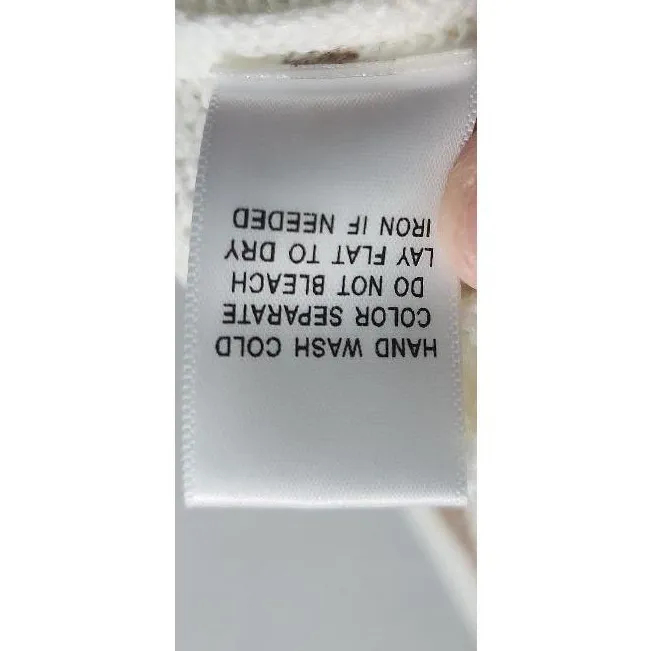 HAND WASH COLD
COLOR SEPARATE
DO NOT BLEACH
LAY FLAT TO DRY
IRON IF NEEDED